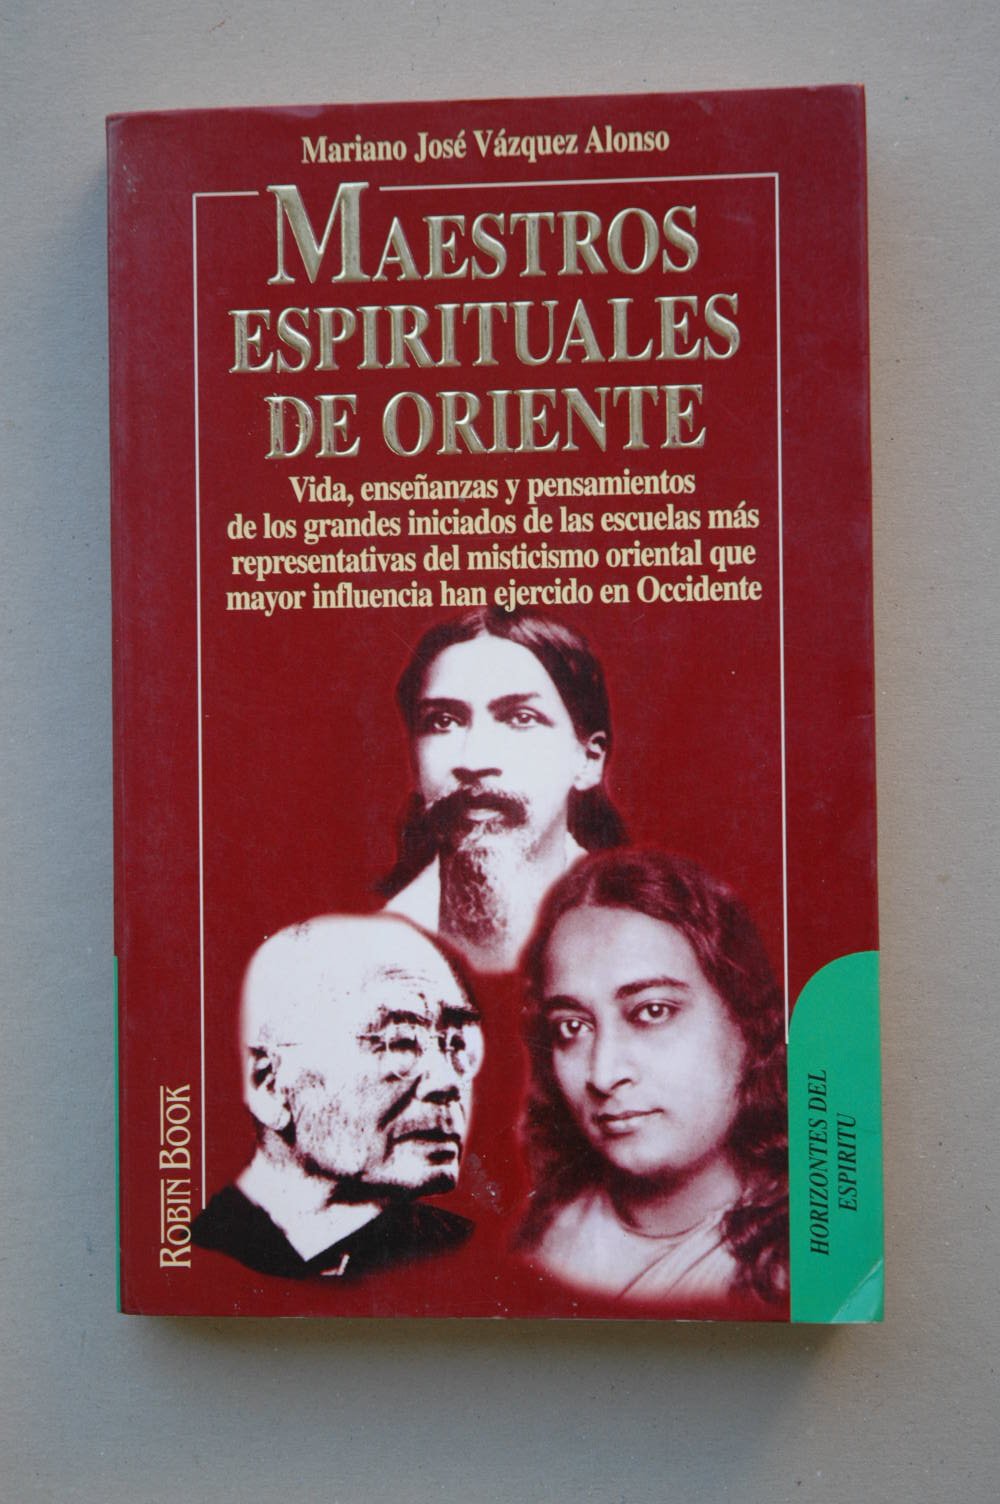 Mariano José Vázquez Alonso
MAESTROS
ESPIRITUALES
DE ORIENTE
Vida, enseñanzas y pensamientos
de los grandes iniciados de las escuelas más
representativas del misticismo oriental que
mayor influencia han ejercido en Occidente
ROBIN BOOK
HORIZONTES DEL
ESPIRITU